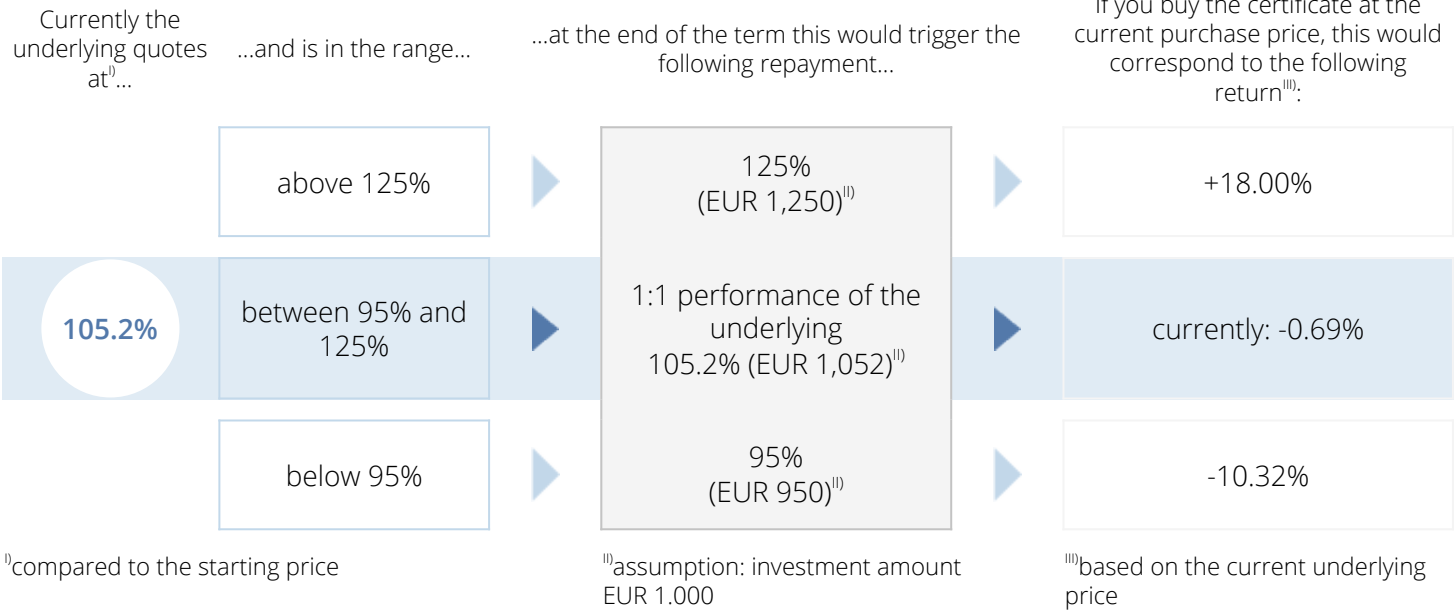 Currently the
underlying quotes
atᴵ⁾...
...and is in the range...
...at the end of the term this would trigger the
following repayment...
If you buy the certificate at the
current purchase price, this would
correspond to the following
returnᴵᴵᴵ⁾:
above 125%
125%
(EUR 1,250)ᴵᴵ⁾
+18.00%
105.2%
between 95% and
125%
1:1 performance of the
underlying
105.2% (EUR 1,052)ᴵᴵ⁾
currently: -0.69%
below 95%
95%
(EUR 950)ᴵᴵ⁾
-10.32%
ᴵ⁾compared to the starting price
ᴵᴵ⁾assumption: investment amount
EUR 1.000
ᴵᴵᴵ⁾based on the current underlying
price